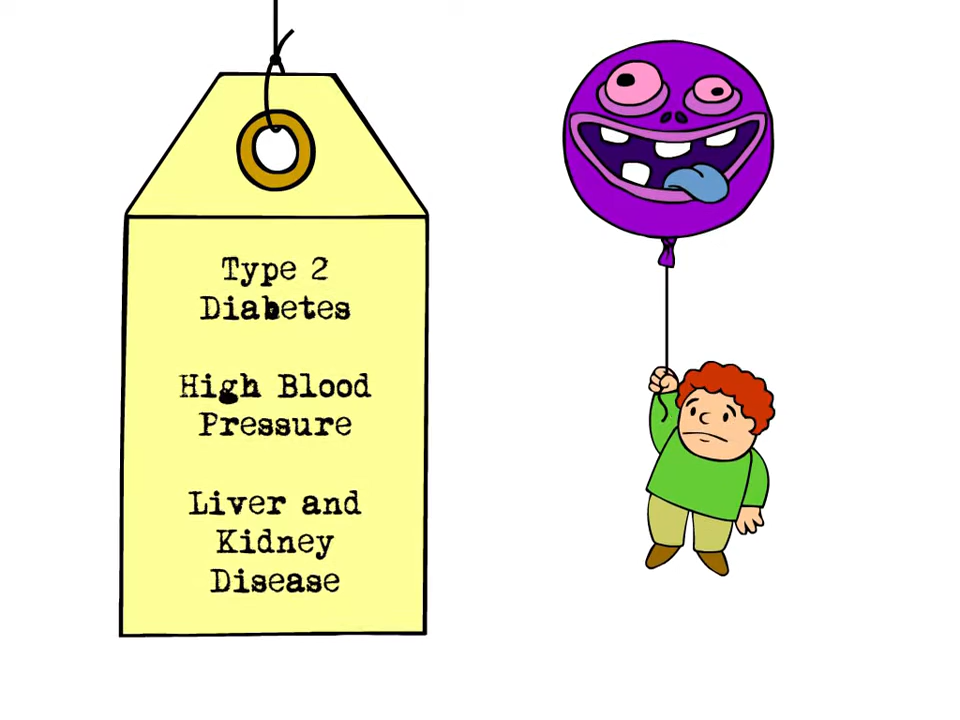 Type 2
Diabetes
High Blood
Pressure
Liver and
Kidney
Disease